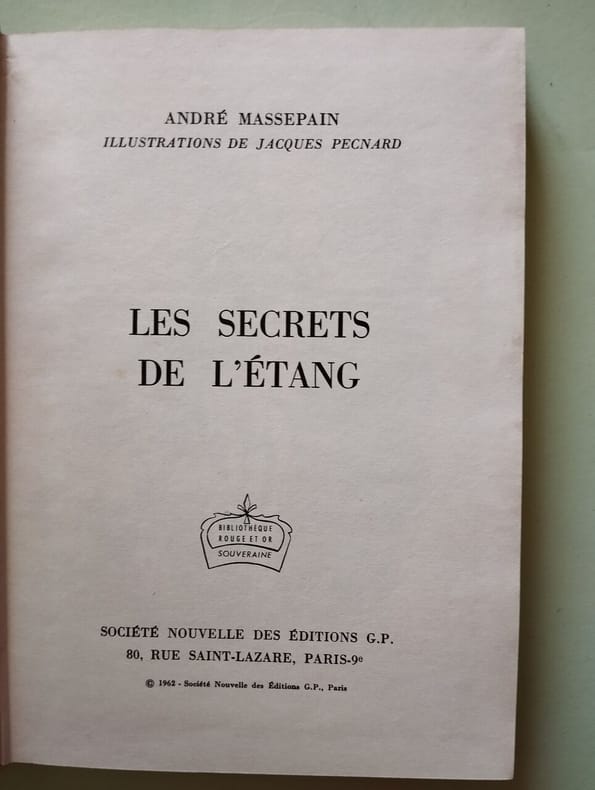 ANDRÉ MASSEPAIN
ILLUSTRATIONS DE JACQUES PECNARD
LES SECRETS
DE L'ÉTANG
BIBLIOTHÈQUE
ROUGE ET OR
SOUVERAINE
SOCIÉTÉ NOUVELLE DES ÉDITIONS G.P.
80, RUE SAINT-LAZARE, PARIS-9e
© 1962 - Société Nouvelle des Éditions G.P., Paris